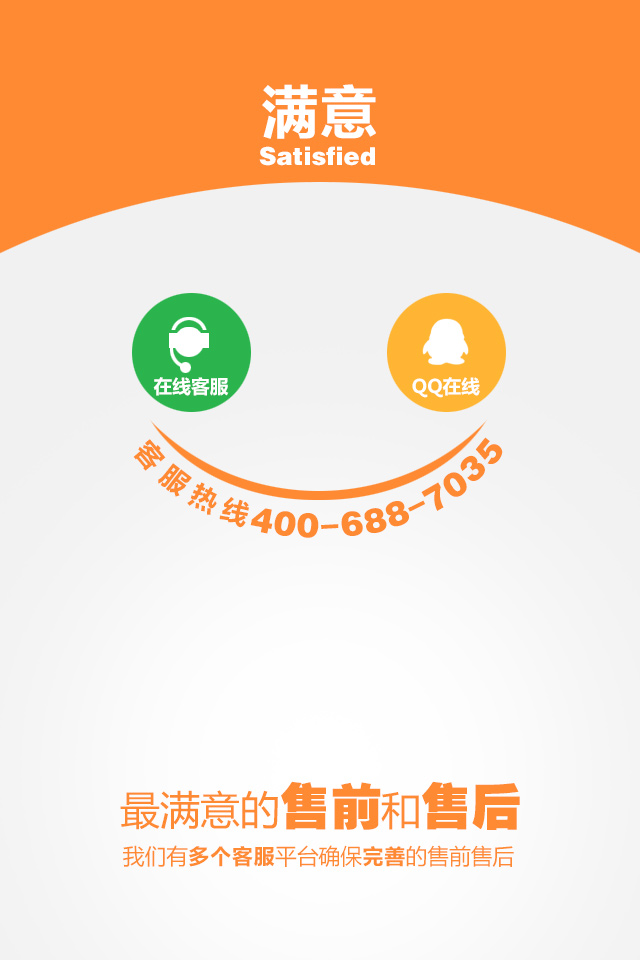 满意
Satisfied
在线客服
QQ在线
客服热线400-688-7035
最满意的售前和售后
我们有多个客服平台确保完善的售前售后